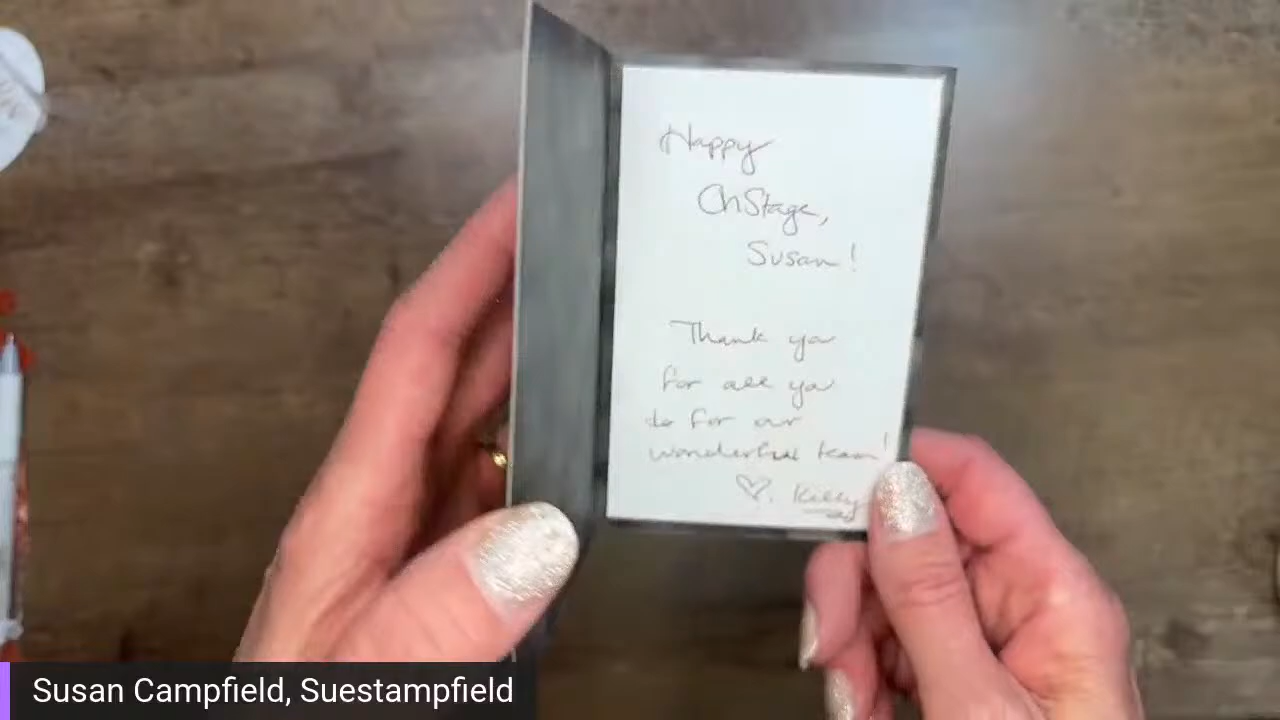 Happy
OnStage,
Susan!
Thank you
for all you
do for our
wonderful team!
♡, Kelly
Susan Campfield, Suestampfield